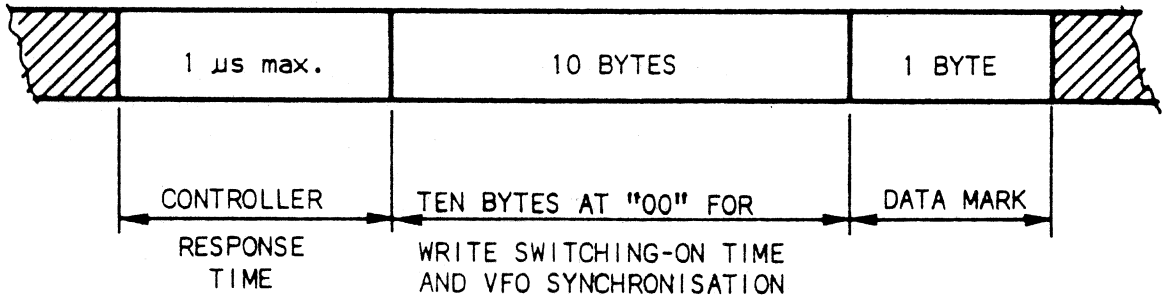 1 µs max.
10 BYTES
1 BYTE
CONTROLLER
RESPONSE
TIME
TEN BYTES AT "00" FOR
WRITE SWITCHING-ON TIME
AND VFO SYNCHRONISATION
DATA MARK